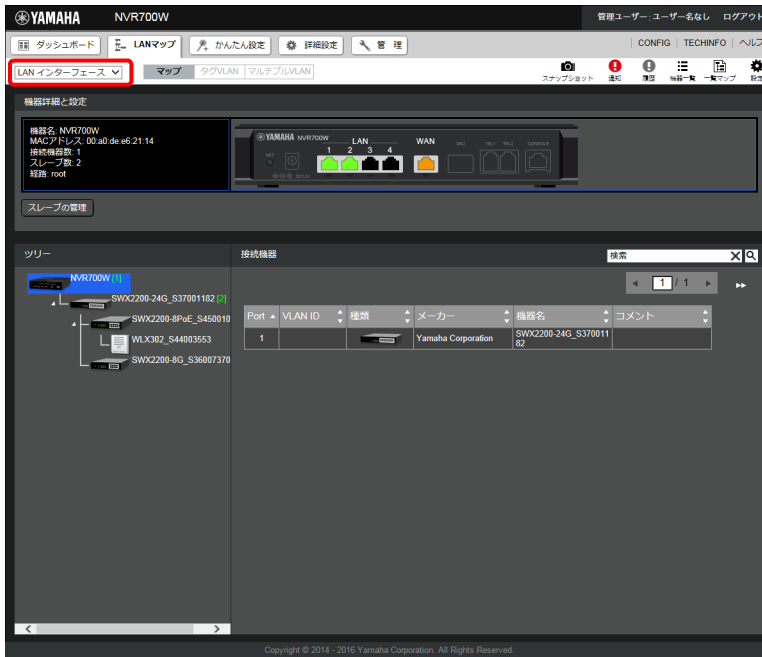 YAMAHA NVR700W 管理ユーザー : ユーザー名なし ログアウト
ダッシュボード LANマップ かんたん設定 詳細設定 管 理 CONFIG TECHINFO ヘルプ
LAN インターフェース マップ タグVLAN マルチプルVLAN スナップショット 通知 履歴 機器一覧 一覧マップ 設定
機器詳細と設定
機器名: NVR700W
MACアドレス: 00:a0:de:e6:21:14
接続機器数: 1
スレーブ数: 2
経路: root
YAMAHA NVR700W LAN WAN ONU TEL1 TEL2 CONSOLE
1 2 3 4
DC12V
スレーブの管理
ツリー 接続機器 検索
NVR700W [1]
SWX2200-24G_S37001182 [2]
SWX2200-8PoE_S450010
WLX302_S44003553
SWX2200-8G_S36007370
1 / 1
Port VLAN ID 種類 メーカー 機器名 コメント
1 Yamaha Corporation SWX2200-24G_S370011
82
Copyright © 2014 - 2016 Yamaha Corporation. All Rights Reserved.